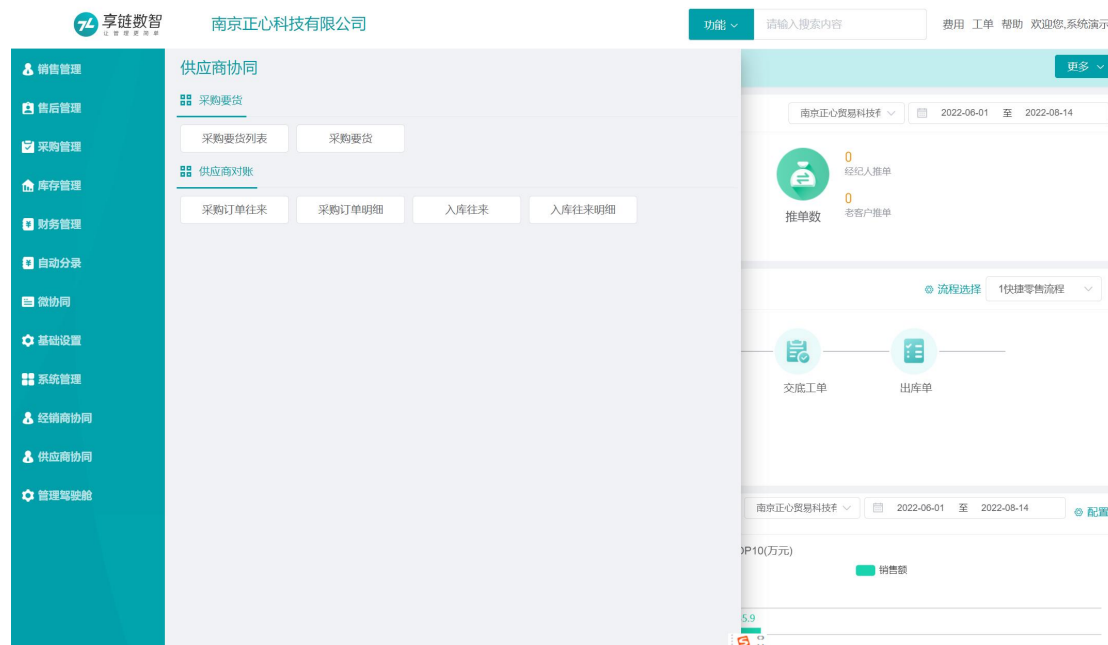 享链数智
让管理更简单
南京正心科技有限公司
功能
请输入搜索内容
费用 工单 帮助 欢迎您,系统演示
销售管理
售后管理
采购管理
库存管理
财务管理
自动分录
微协同
基础设置
系统管理
经销商协同
供应商协同
管理驾驶舱
供应商协同
采购要货
采购要货列表
采购要货
供应商对账
采购订单往来
采购订单明细
入库往来
入库往来明细
更多
南京正心贸易科技有
2022-06-01 至 2022-08-14
0
经纪人推单
0
老客户推单
推单数
流程选择
1快捷零售流程
交底工单
出库单
南京正心贸易科技有
2022-06-01 至 2022-08-14
配置
OP10(万元)
销售额
5.9